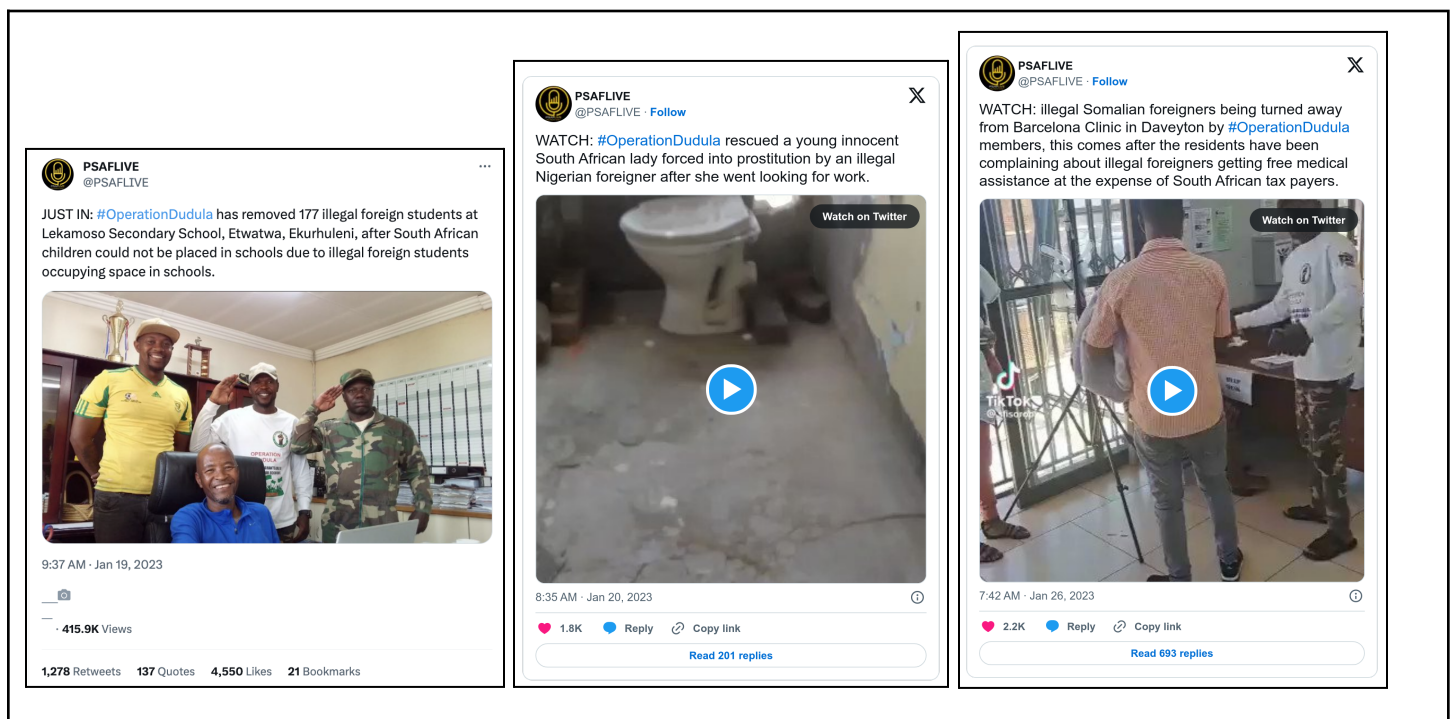 PSAFLIVE
@PSAFLIVE
JUST IN: #OperationDudula has removed 177 illegal foreign students at
Lekamoso Secondary School, Etwatwa, Ekurhuleni, after South African
children could not be placed in schools due to illegal foreign students
occupying space in schools.
OPERATION
DUDULA
9:37 AM · Jan 19, 2023
· 415.9K Views
1,278 Retweets 137 Quotes 4,550 Likes 21 Bookmarks
PSAFLIVE
@PSAFLIVE · Follow
WATCH: #OperationDudula rescued a young innocent
South African lady forced into prostitution by an illegal
Nigerian foreigner after she went looking for work.
Watch on Twitter
8:35 AM · Jan 20, 2023
1.8K Reply Copy link
Read 201 replies
PSAFLIVE
@PSAFLIVE · Follow
WATCH: illegal Somalian foreigners being turned away
from Barcelona Clinic in Daveyton by #OperationDudula
members, this comes after the residents have been
complaining about illegal foreigners getting free medical
assistance at the expense of South African tax payers.
Watch on Twitter
TikTok
7:42 AM · Jan 26, 2023
2.2K Reply Copy link
Read 693 replies